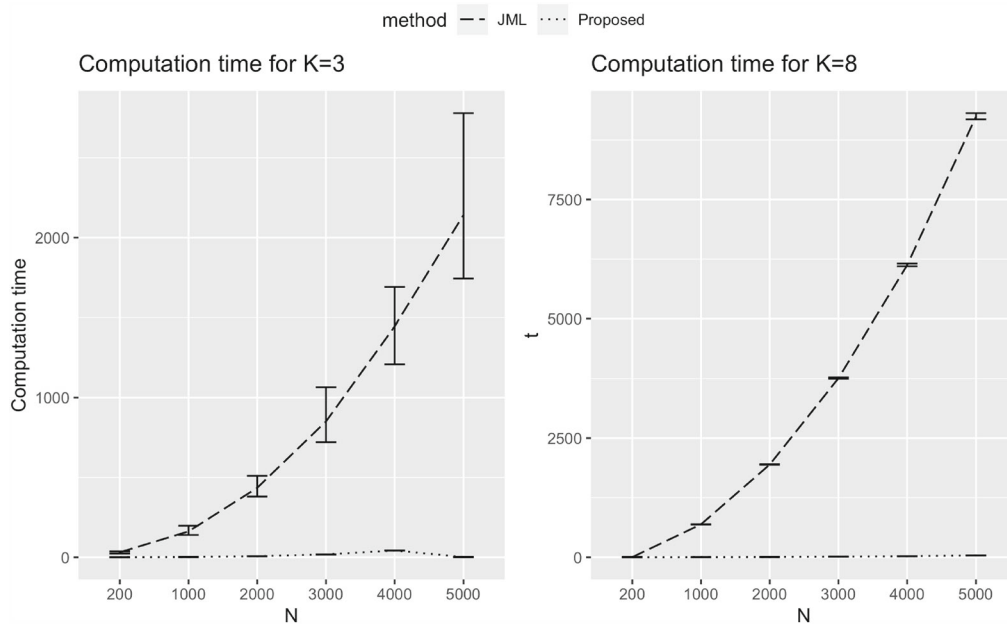 method JML Proposed
Computation time for K=3
Computation time
2000
1000
0
200 1000 2000 3000 4000 5000
N
Computation time for K=8
t
7500
5000
2500
0
200 1000 2000 3000 4000 5000
N